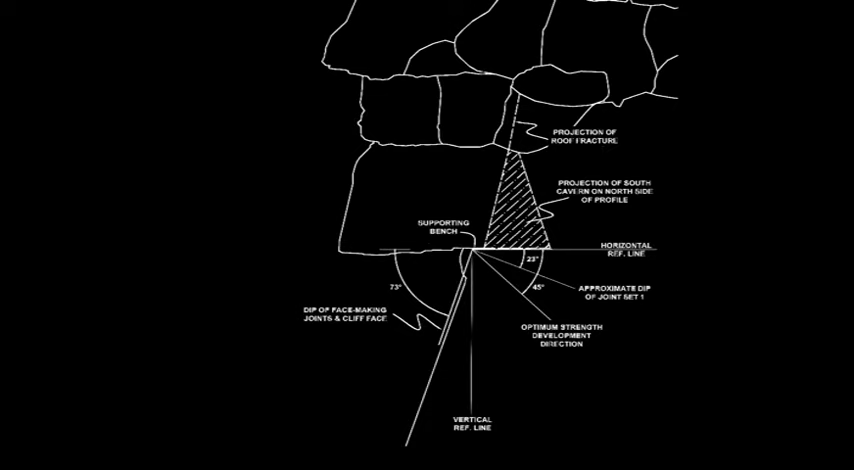 PROJECTION OF
ROOF FRACTURE
PROJECTION OF SOUTH
CAVERN ON NORTH SIDE
OF PROFILE
SUPPORTING
BENCH
HORIZONTAL
REF. LINE
23°
73°
45°
APPROXIMATE DIP
OF JOINT SET 1
DIP OF FACE-MAKING
JOINTS & CLIFF FACE
OPTIMUM STRENGTH
DEVELOPMENT
DIRECTION
VERTICAL
REF. LINE